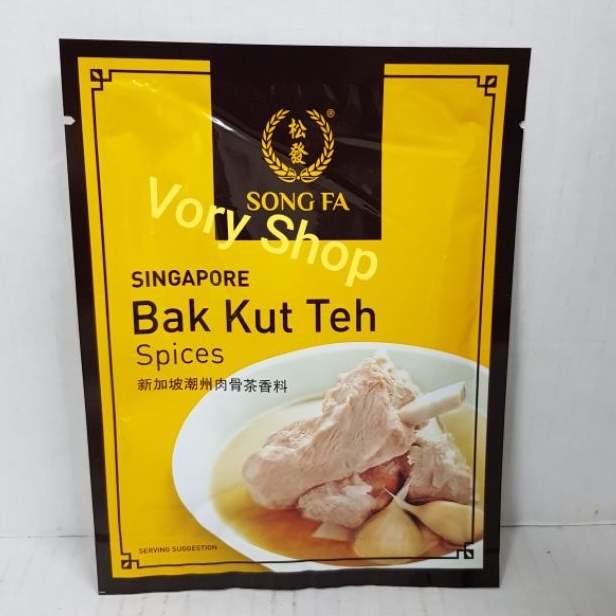 松
發
®
SONG FA
Vory Shop
SINGAPORE
Bak Kut Teh
Spices
新加坡潮州肉骨茶香料
SERVING SUGGESTION